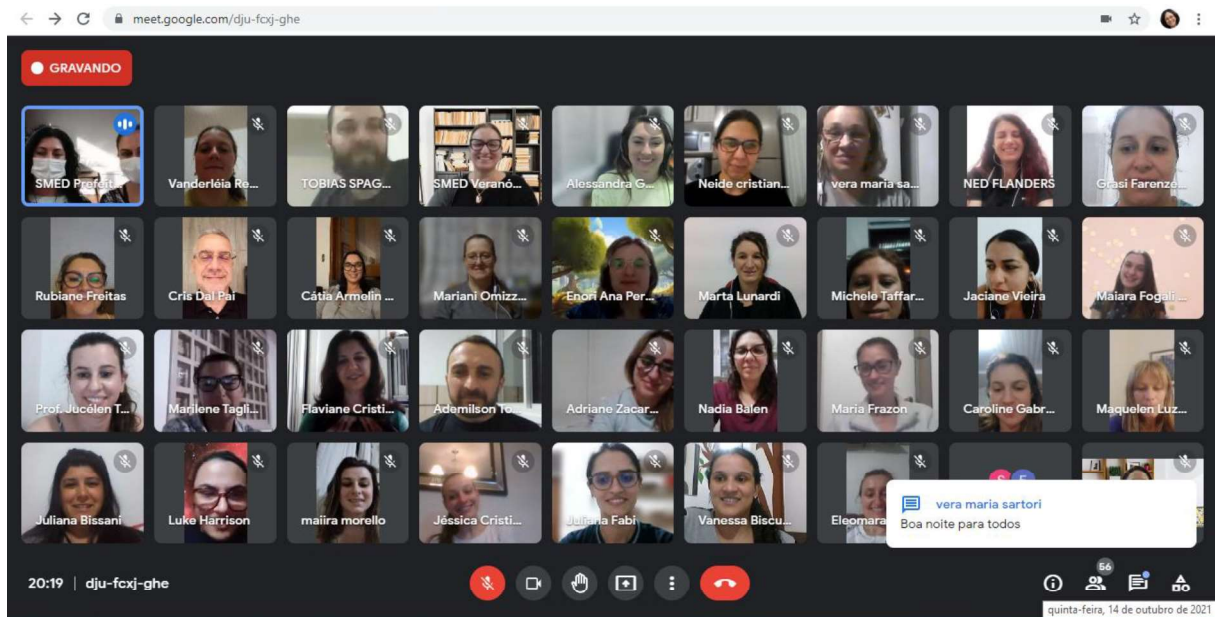 meet.google.com/dju-fcxj-ghe
GRAVANDO
SMED Prefeit...
Vanderléia Re...
TOBIAS SPAG...
SMED Veranó...
Alessandra G...
Neide cristian...
vera maria sa...
NED FLANDERS
Grasi Farenze...
Rubiane Freitas
Cris Dal Pai
Cátia Armelin ...
Mariani Omizz...
Enori Ana Per...
Marta Lunardi
Michele Taffar...
Jaciane Vieira
Maiara Fogali ...
Prof. Jucélen T...
Marilene Tagli...
Flaviane Cristi...
Ademilson To...
Adriane Zacar...
Nadia Balen
Maria Frazon
Caroline Gabr...
Maquelen Luz...
Juliana Bissani
Luke Harrison
maiira morello
Jéssica Cristi...
Juliana Fabi
Vanessa Biscu...
Eleomara
vera maria sartori
Boa noite para todos
20:19 | dju-fcxj-ghe
56
quinta-feira, 14 de outubro de 2021